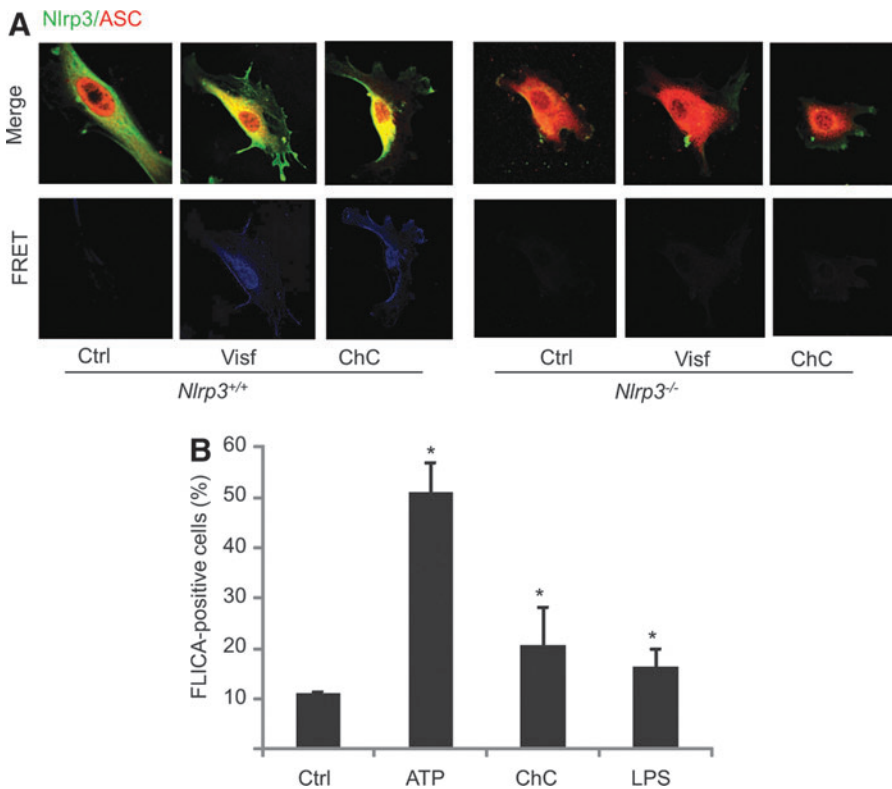 A
Nlrp3/ASC
Merge
FRET
Ctrl Visf ChC Ctrl Visf ChC
Nlrp3+/+ Nlrp3-/-
B
FLICA-positive cells (%)
60
*
50
40
30
*
*
20
10
Ctrl ATP ChC LPS